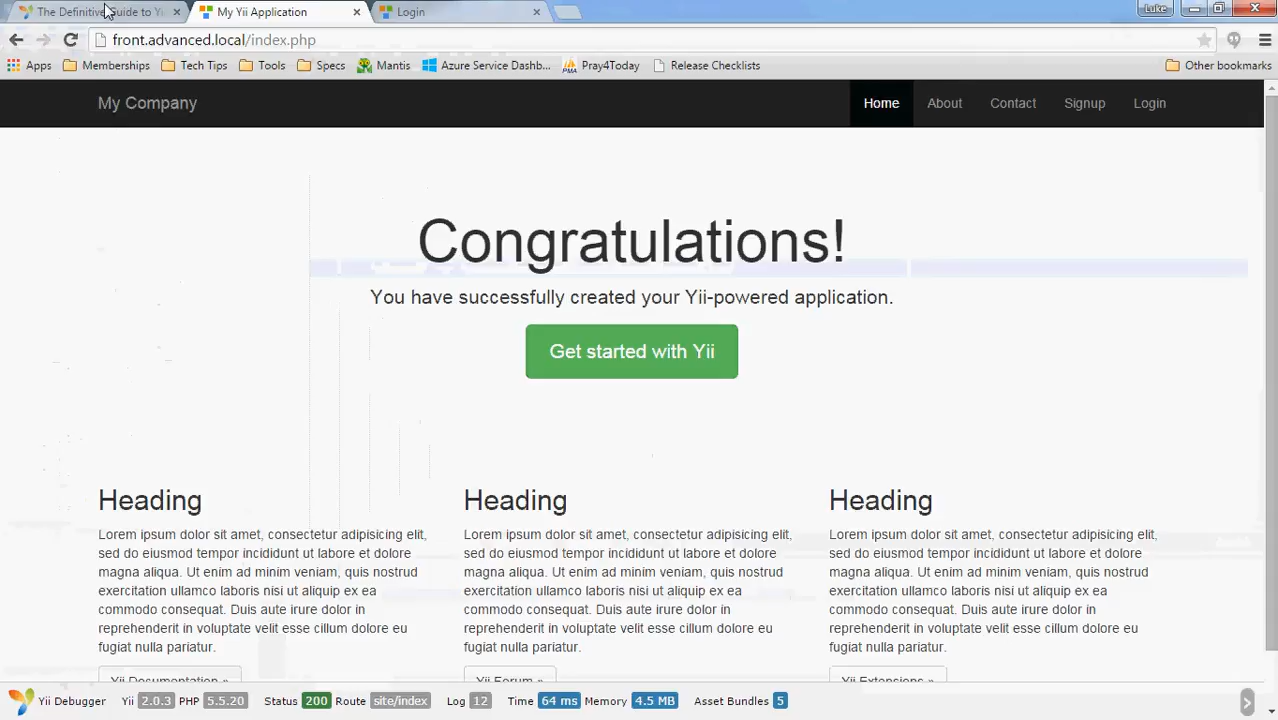 The Definitive Guide to Yi
My Yii Application
Login
Luke
front.advanced.local/index.php
Apps Memberships Tech Tips Tools Specs Mantis Azure Service Dashb... Pray4Today Release Checklists Other bookmarks
My Company
Home About Contact Signup Login
Congratulations!
You have successfully created your Yii-powered application.
Get started with Yii
Heading
Lorem ipsum dolor sit amet, consectetur adipisicing elit,
sed do eiusmod tempor incididunt ut labore et dolore
magna aliqua. Ut enim ad minim veniam, quis nostrud
exercitation ullamco laboris nisi ut aliquip ex ea
commodo consequat. Duis aute irure dolor in
reprehenderit in voluptate velit esse cillum dolore eu
fugiat nulla pariatur.
Yii Documentation »
Heading
Lorem ipsum dolor sit amet, consectetur adipisicing elit,
sed do eiusmod tempor incididunt ut labore et dolore
magna aliqua. Ut enim ad minim veniam, quis nostrud
exercitation ullamco laboris nisi ut aliquip ex ea
commodo consequat. Duis aute irure dolor in
reprehenderit in voluptate velit esse cillum dolore eu
fugiat nulla pariatur.
Yii Forum »
Heading
Lorem ipsum dolor sit amet, consectetur adipisicing elit,
sed do eiusmod tempor incididunt ut labore et dolore
magna aliqua. Ut enim ad minim veniam, quis nostrud
exercitation ullamco laboris nisi ut aliquip ex ea
commodo consequat. Duis aute irure dolor in
reprehenderit in voluptate velit esse cillum dolore eu
fugiat nulla pariatur.
Yii Extensions »
Yii Debugger Yii 2.0.3 PHP 5.5.20 Status 200 Route site/index Log 12 Time 64 ms Memory 4.5 MB Asset Bundles 5